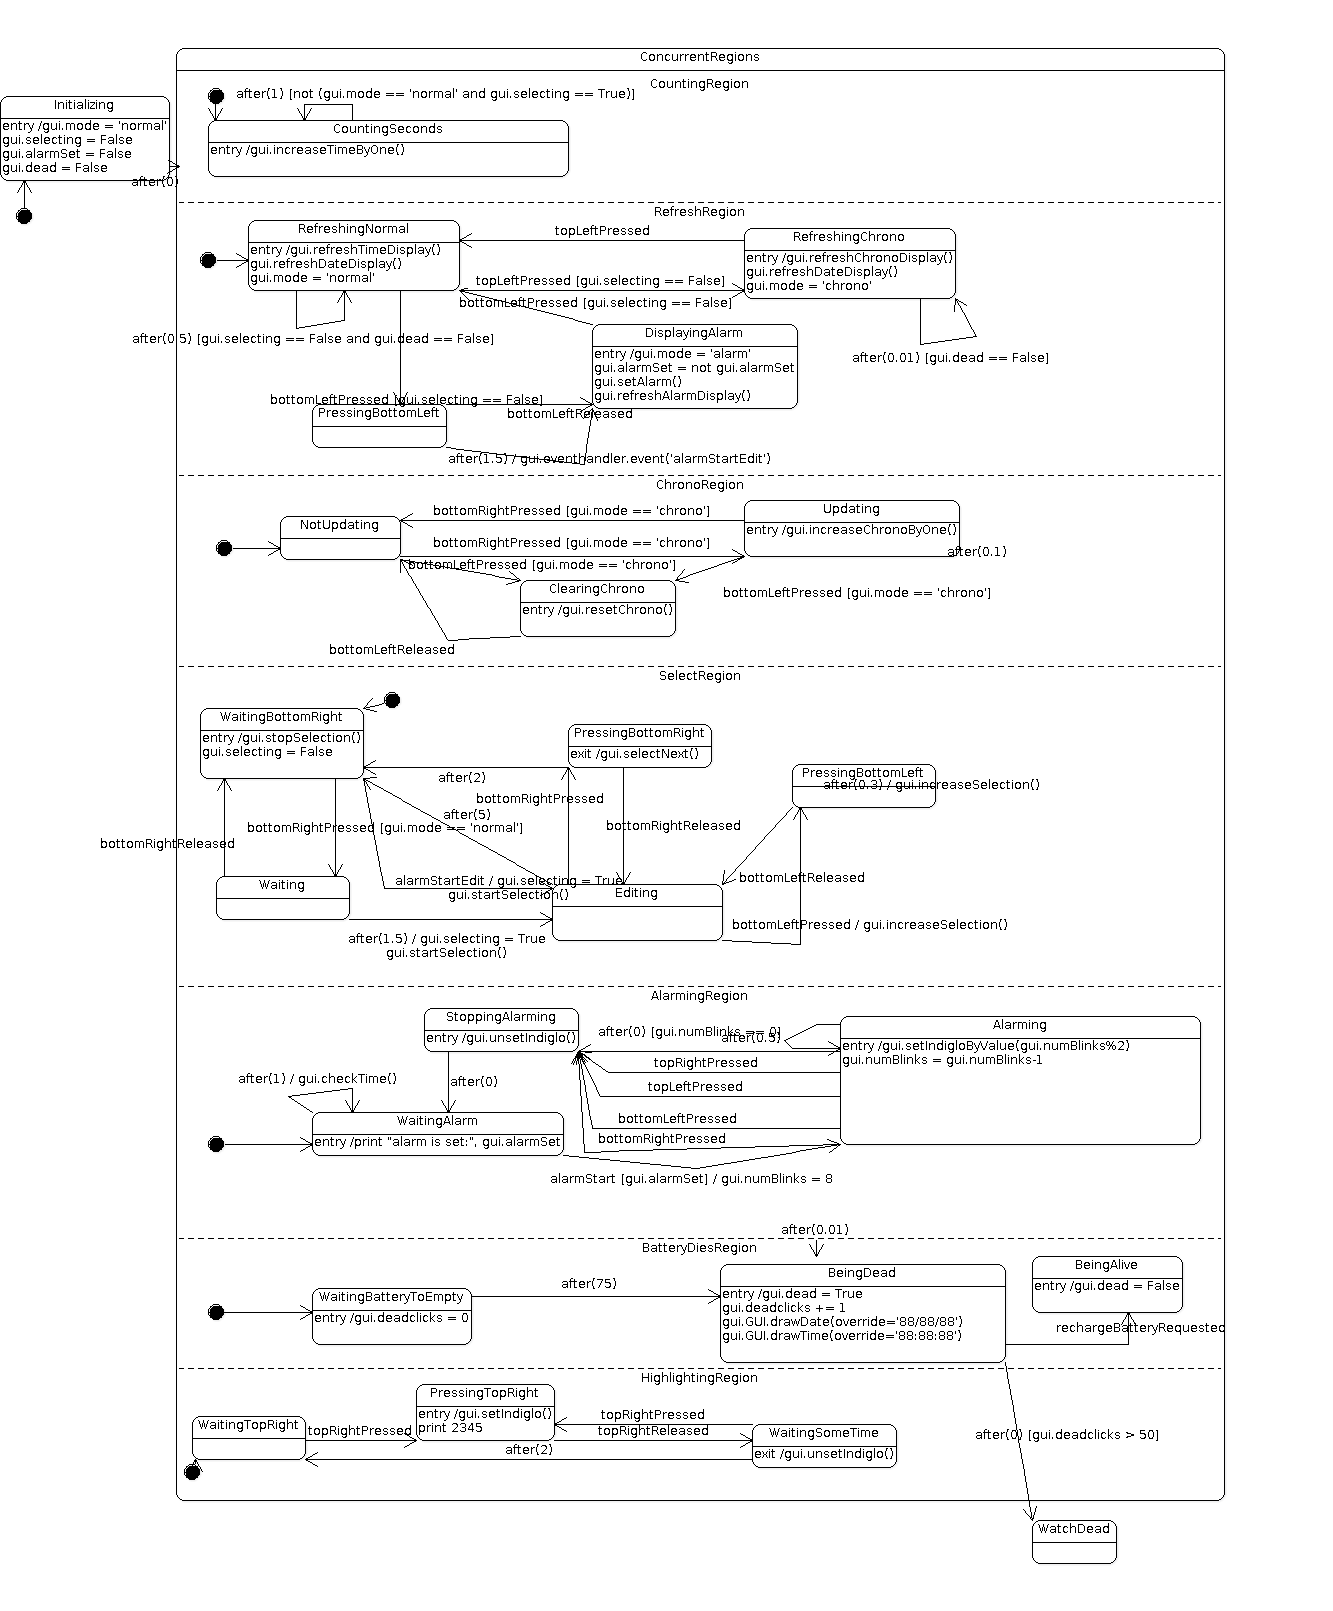 ConcurrentRegions
CountingRegion
after(1) [not (gui.mode == 'normal' and gui.selecting == True)]
Initializing
entry /gui.mode = 'normal'
gui.selecting = False
gui.alarmSet = False
gui.dead = False
after(0)
CountingSeconds
entry /gui.increaseTimeByOne()
RefreshRegion
RefreshingNormal
entry /gui.refreshTimeDisplay()
gui.refreshDateDisplay()
gui.mode = 'normal'
topLeftPressed
RefreshingChrono
entry /gui.refreshChronoDisplay()
gui.refreshDateDisplay()
gui.mode = 'chrono'
topLeftPressed [gui.selecting == False]
bottomLeftPressed [gui.selecting == False]
after(0.5) [gui.selecting == False and gui.dead == False]
DisplayingAlarm
entry /gui.mode = 'alarm'
gui.alarmSet = not gui.alarmSet
gui.setAlarm()
gui.refreshAlarmDisplay()
after(0.01) [gui.dead == False]
bottomLeftPressed [gui.selecting == False]
PressingBottomLeft
bottomLeftReleased
after(1.5) / gui.eventhandler.event('alarmStartEdit')
ChronoRegion
NotUpdating
bottomRightPressed [gui.mode == 'chrono']
Updating
entry /gui.increaseChronoByOne()
after(0.1)
bottomRightPressed [gui.mode == 'chrono']
bottomLeftPressed [gui.mode == 'chrono']
ClearingChrono
entry /gui.resetChrono()
bottomLeftPressed [gui.mode == 'chrono']
bottomLeftReleased
SelectRegion
WaitingBottomRight
entry /gui.stopSelection()
gui.selecting = False
PressingBottomRight
exit /gui.selectNext()
after(2)
PressingBottomLeft
after(0.3) / gui.increaseSelection()
bottomRightPressed
after(5)
bottomRightPressed [gui.mode == 'normal']
bottomRightReleased
bottomRightReleased
Waiting
alarmStartEdit / gui.selecting = True
gui.startSelection()
Editing
bottomLeftReleased
bottomLeftPressed / gui.increaseSelection()
after(1.5) / gui.selecting = True
gui.startSelection()
AlarmingRegion
StoppingAlarming
entry /gui.unsetIndiglo()
after(0) [gui.numBlinks == 0]
after(0.5)
Alarming
entry /gui.setIndigloByValue(gui.numBlinks%2)
gui.numBlinks = gui.numBlinks-1
topRightPressed
after(1) / gui.checkTime()
after(0)
topLeftPressed
WaitingAlarm
entry /print "alarm is set:", gui.alarmSet
bottomLeftPressed
bottomRightPressed
alarmStart [gui.alarmSet] / gui.numBlinks = 8
after(0.01)
BatteryDiesRegion
WaitingBatteryToEmpty
entry /gui.deadclicks = 0
after(75)
BeingDead
entry /gui.dead = True
gui.deadclicks += 1
gui.GUI.drawDate(override='88/88/88')
gui.GUI.drawTime(override='88:88:88')
BeingAlive
entry /gui.dead = False
rechargeBatteryRequested
HighlightingRegion
WaitingTopRight
topRightPressed
PressingTopRight
entry /gui.setIndiglo()
print 2345
topRightPressed
topRightReleased
after(2)
WaitingSomeTime
exit /gui.unsetIndiglo()
after(0) [gui.deadclicks > 50]
WatchDead